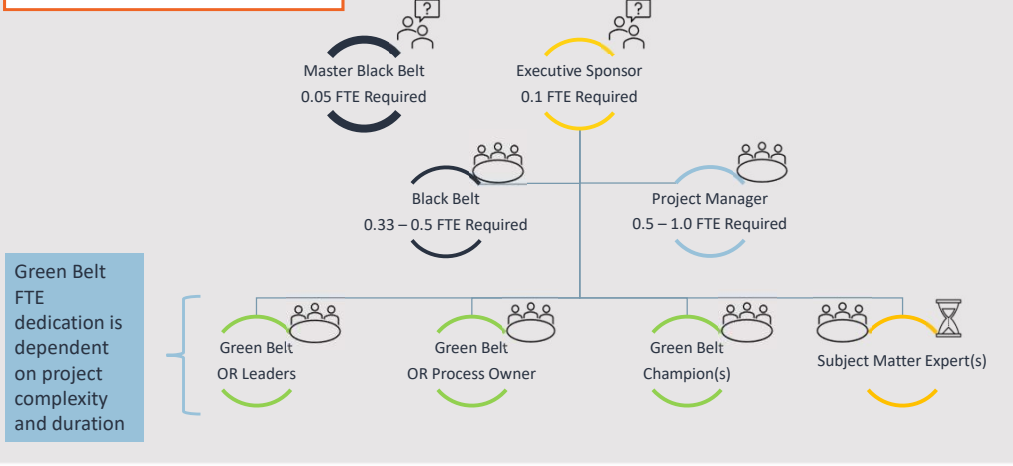 ?
?
Master Black Belt
0.05 FTE Required
Executive Sponsor
0.1 FTE Required
Black Belt
0.33 – 0.5 FTE Required
Project Manager
0.5 – 1.0 FTE Required
Green Belt
FTE
dedication is
dependent
on project
complexity
and duration
Green Belt
OR Leaders
Green Belt
OR Process Owner
Green Belt
Champion(s)
Subject Matter Expert(s)